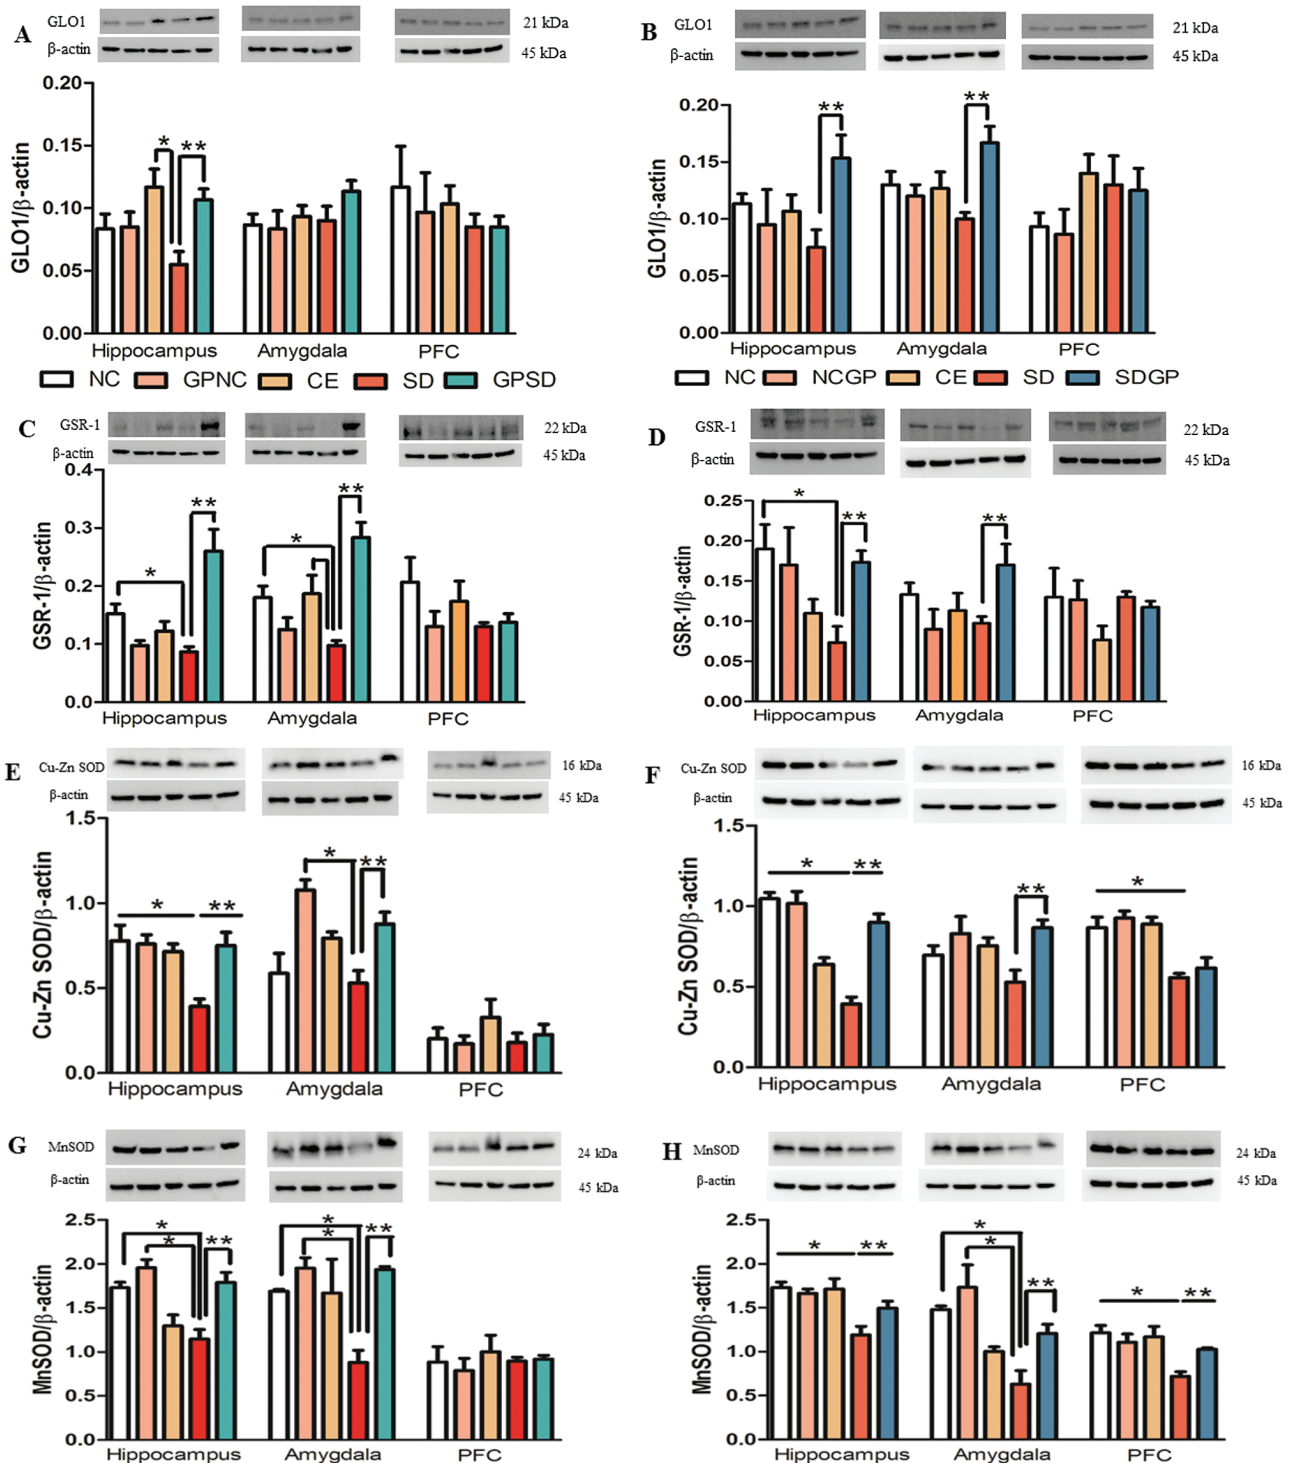 A
GLO1
21 kDa
β-actin
45 kDa
GLO1/β-actin
0.20
0.15
0.10
0.05
0.00
* **
Hippocampus Amygdala PFC
NC GPNC CE SD GPSD
B
GLO1
21 kDa
β-actin
45 kDa
GLO1/β-actin
0.20
0.15
0.10
0.05
0.00
** **
Hippocampus Amygdala PFC
NC NCGP CE SD SDGP
C
GSR-1
22 kDa
β-actin
45 kDa
GSR-1/β-actin
0.4
0.3
0.2
0.1
0.0
* ** * **
Hippocampus Amygdala PFC
D
GSR-1
22 kDa
β-actin
45 kDa
GSR-1/β-actin
0.25
0.20
0.15
0.10
0.05
0.00
* ** **
Hippocampus Amygdala PFC
E
Cu-Zn SOD
16 kDa
β-actin
45 kDa
Cu-Zn SOD/β-actin
1.5
1.0
0.5
0.0
* ** * **
Hippocampus Amygdala PFC
F
Cu-Zn SOD
16 kDa
β-actin
45 kDa
Cu-Zn SOD/β-actin
1.5
1.0
0.5
0.0
* ** ** *
Hippocampus Amygdala PFC
G
MnSOD
24 kDa
β-actin
45 kDa
MnSOD/β-actin
2.5
2.0
1.5
1.0
0.5
0.0
* * ** * * **
Hippocampus Amygdala PFC
H
MnSOD
24 kDa
β-actin
45 kDa
MnSOD/β-actin
2.5
2.0
1.5
1.0
0.5
0.0
* ** * * ** * **
Hippocampus Amygdala PFC